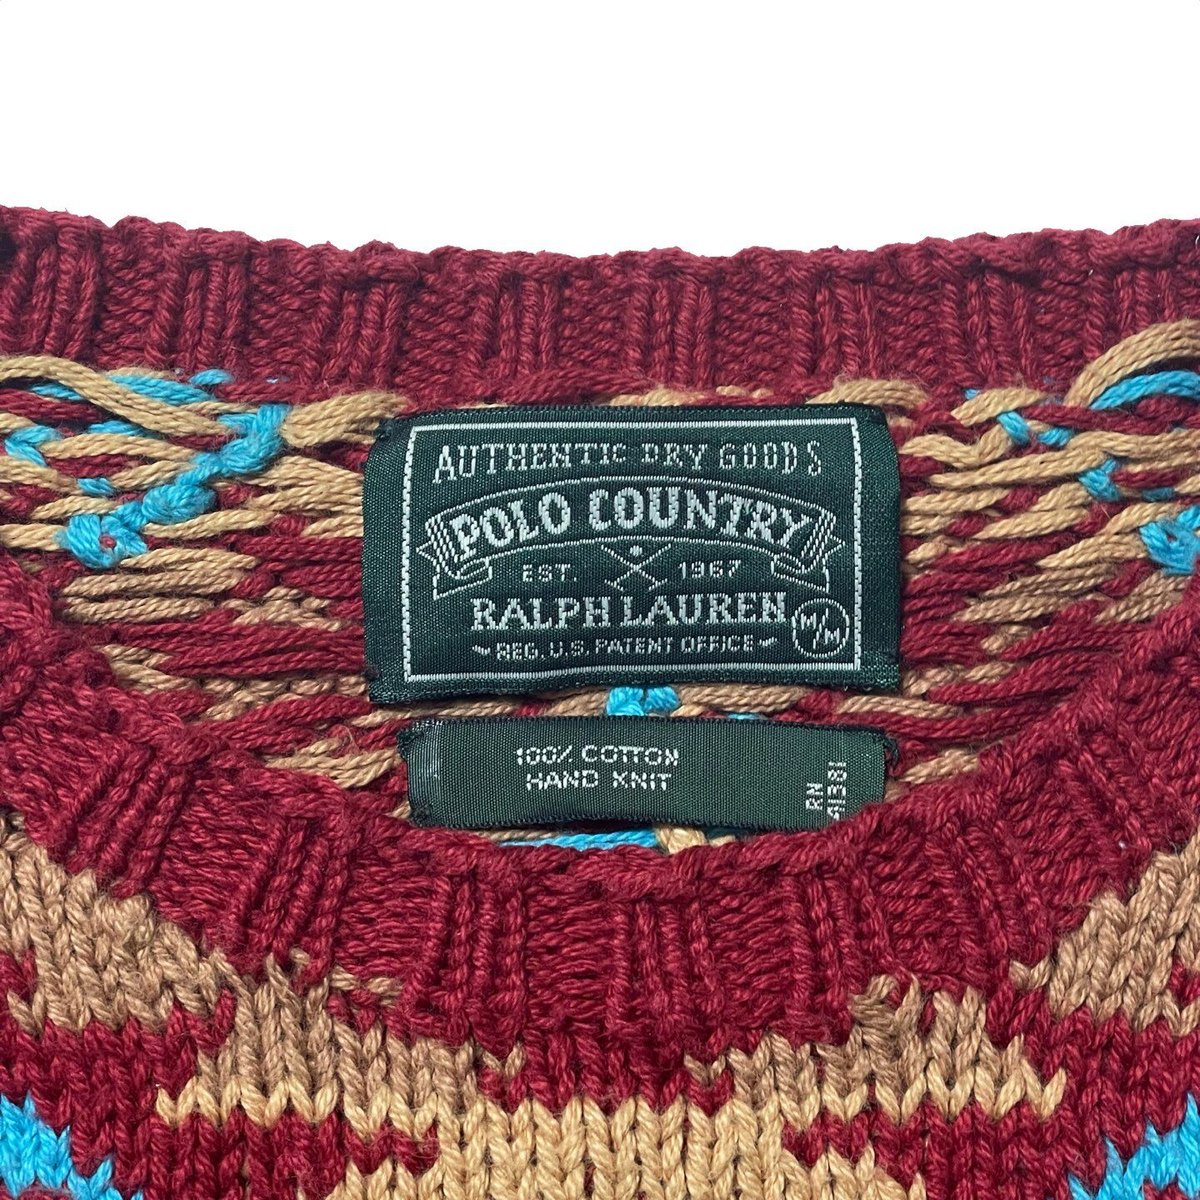 AUTHENTIC DRY GOODS
POLO COUNTRY
EST. 1967
RALPH LAUREN M/M
REG. U.S. PATENT OFFICE
100% COTTON
HAND KNIT
RN
41381